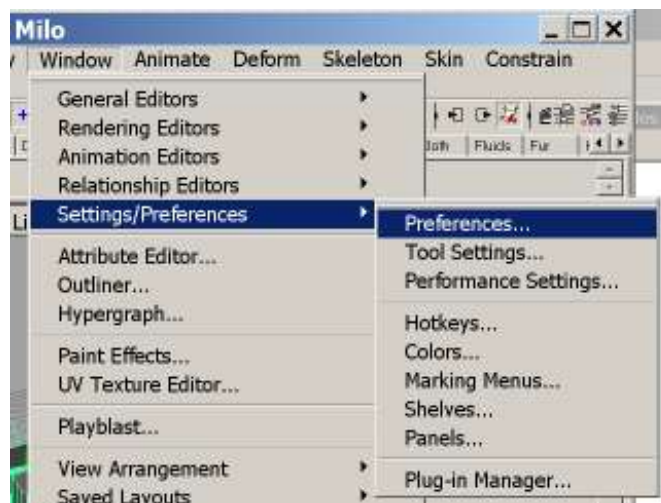 Milo
Window Animate Deform Skeleton Skin Constrain
General Editors
Rendering Editors
Animation Editors
Relationship Editors
Settings/Preferences
Attribute Editor...
Outliner...
Hypergraph...
Paint Effects...
UV Texture Editor...
Playblast...
View Arrangement
Saved Layouts
Fluids Fur
Preferences...
Tool Settings...
Performance Settings...
Hotkeys...
Colors...
Marking Menus...
Shelves...
Panels...
Plug-in Manager...